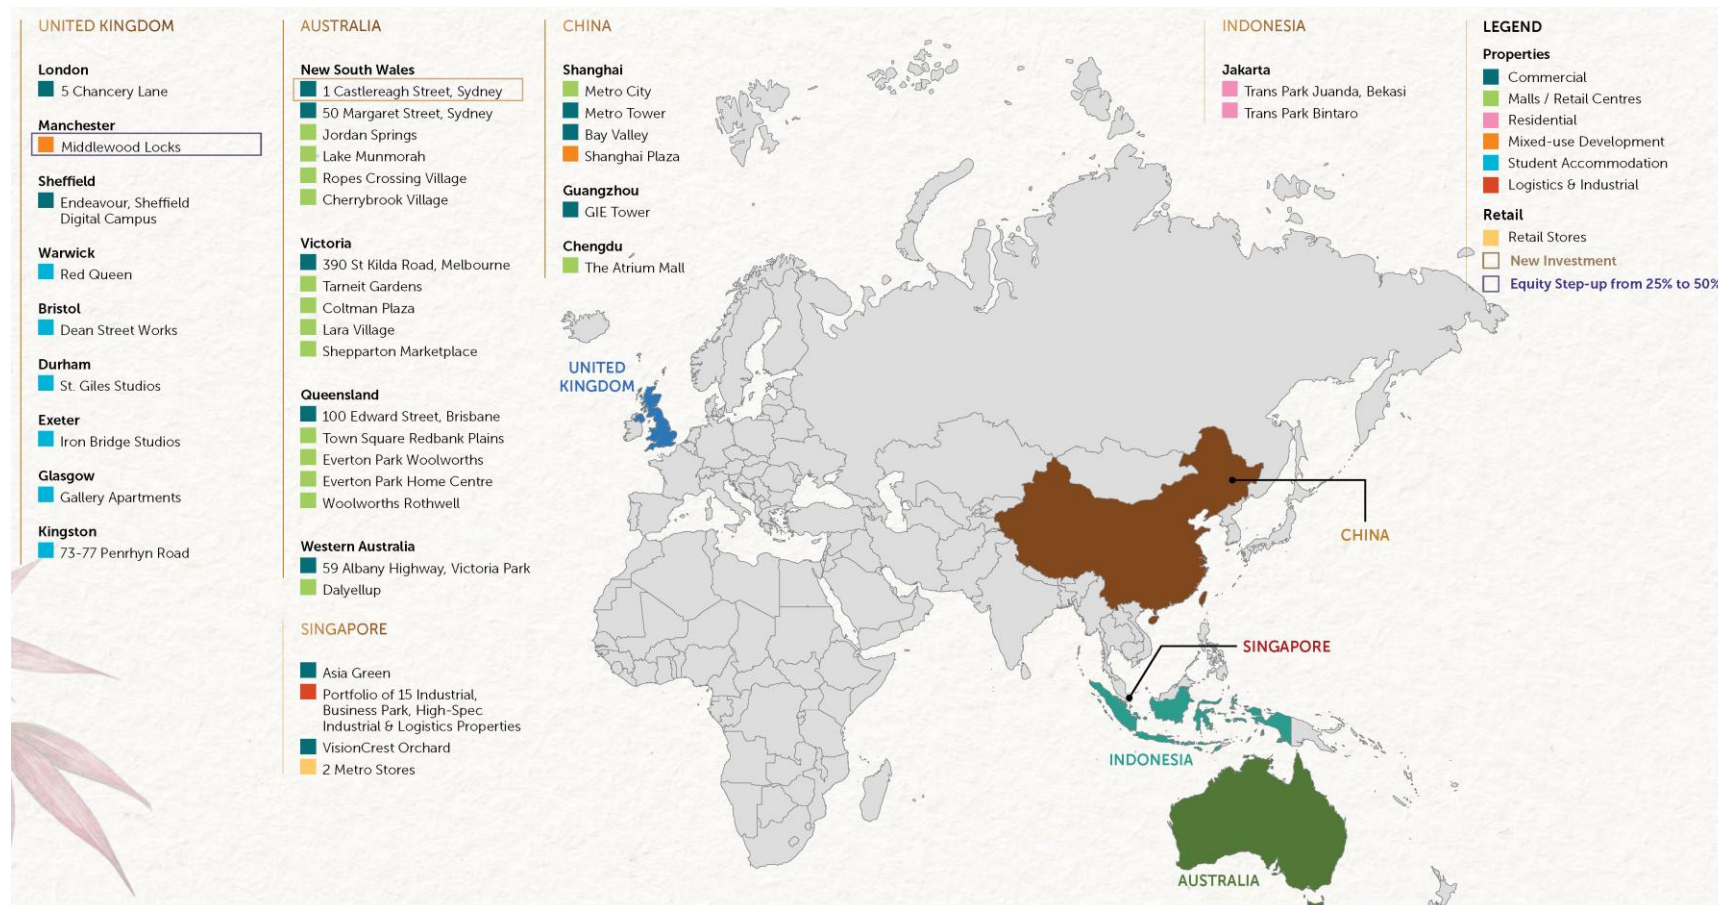 UNITED KINGDOM
London
5 Chancery Lane
Manchester
Middlewood Locks
Sheffield
Endeavour, Sheffield
Digital Campus
Warwick
Red Queen
Bristol
Dean Street Works
Durham
St. Giles Studios
Exeter
Iron Bridge Studios
Glasgow
Gallery Apartments
Kingston
73-77 Penrhyn Road
AUSTRALIA
New South Wales
1 Castlereagh Street, Sydney
50 Margaret Street, Sydney
Jordan Springs
Lake Munmorah
Ropes Crossing Village
Cherrybrook Village
Victoria
390 St Kilda Road, Melbourne
Tarneit Gardens
Coltman Plaza
Lara Village
Shepparton Marketplace
Queensland
100 Edward Street, Brisbane
Town Square Redbank Plains
Everton Park Woolworths
Everton Park Home Centre
Woolworths Rothwell
Western Australia
59 Albany Highway, Victoria Park
Dalyellup
SINGAPORE
Asia Green
Portfolio of 15 Industrial,
Business Park, High-Spec
Industrial & Logistics Properties
VisionCrest Orchard
2 Metro Stores
CHINA
Shanghai
Metro City
Metro Tower
Bay Valley
Shanghai Plaza
Guangzhou
GIE Tower
Chengdu
The Atrium Mall
INDONESIA
Jakarta
Trans Park Juanda, Bekasi
Trans Park Bintaro
LEGEND
Properties
Commercial
Malls / Retail Centres
Residential
Mixed-use Development
Student Accommodation
Logistics & Industrial
Retail
Retail Stores
New Investment
Equity Step-up from 25% to 50%
UNITED
KINGDOM
CHINA
SINGAPORE
INDONESIA
AUSTRALIA